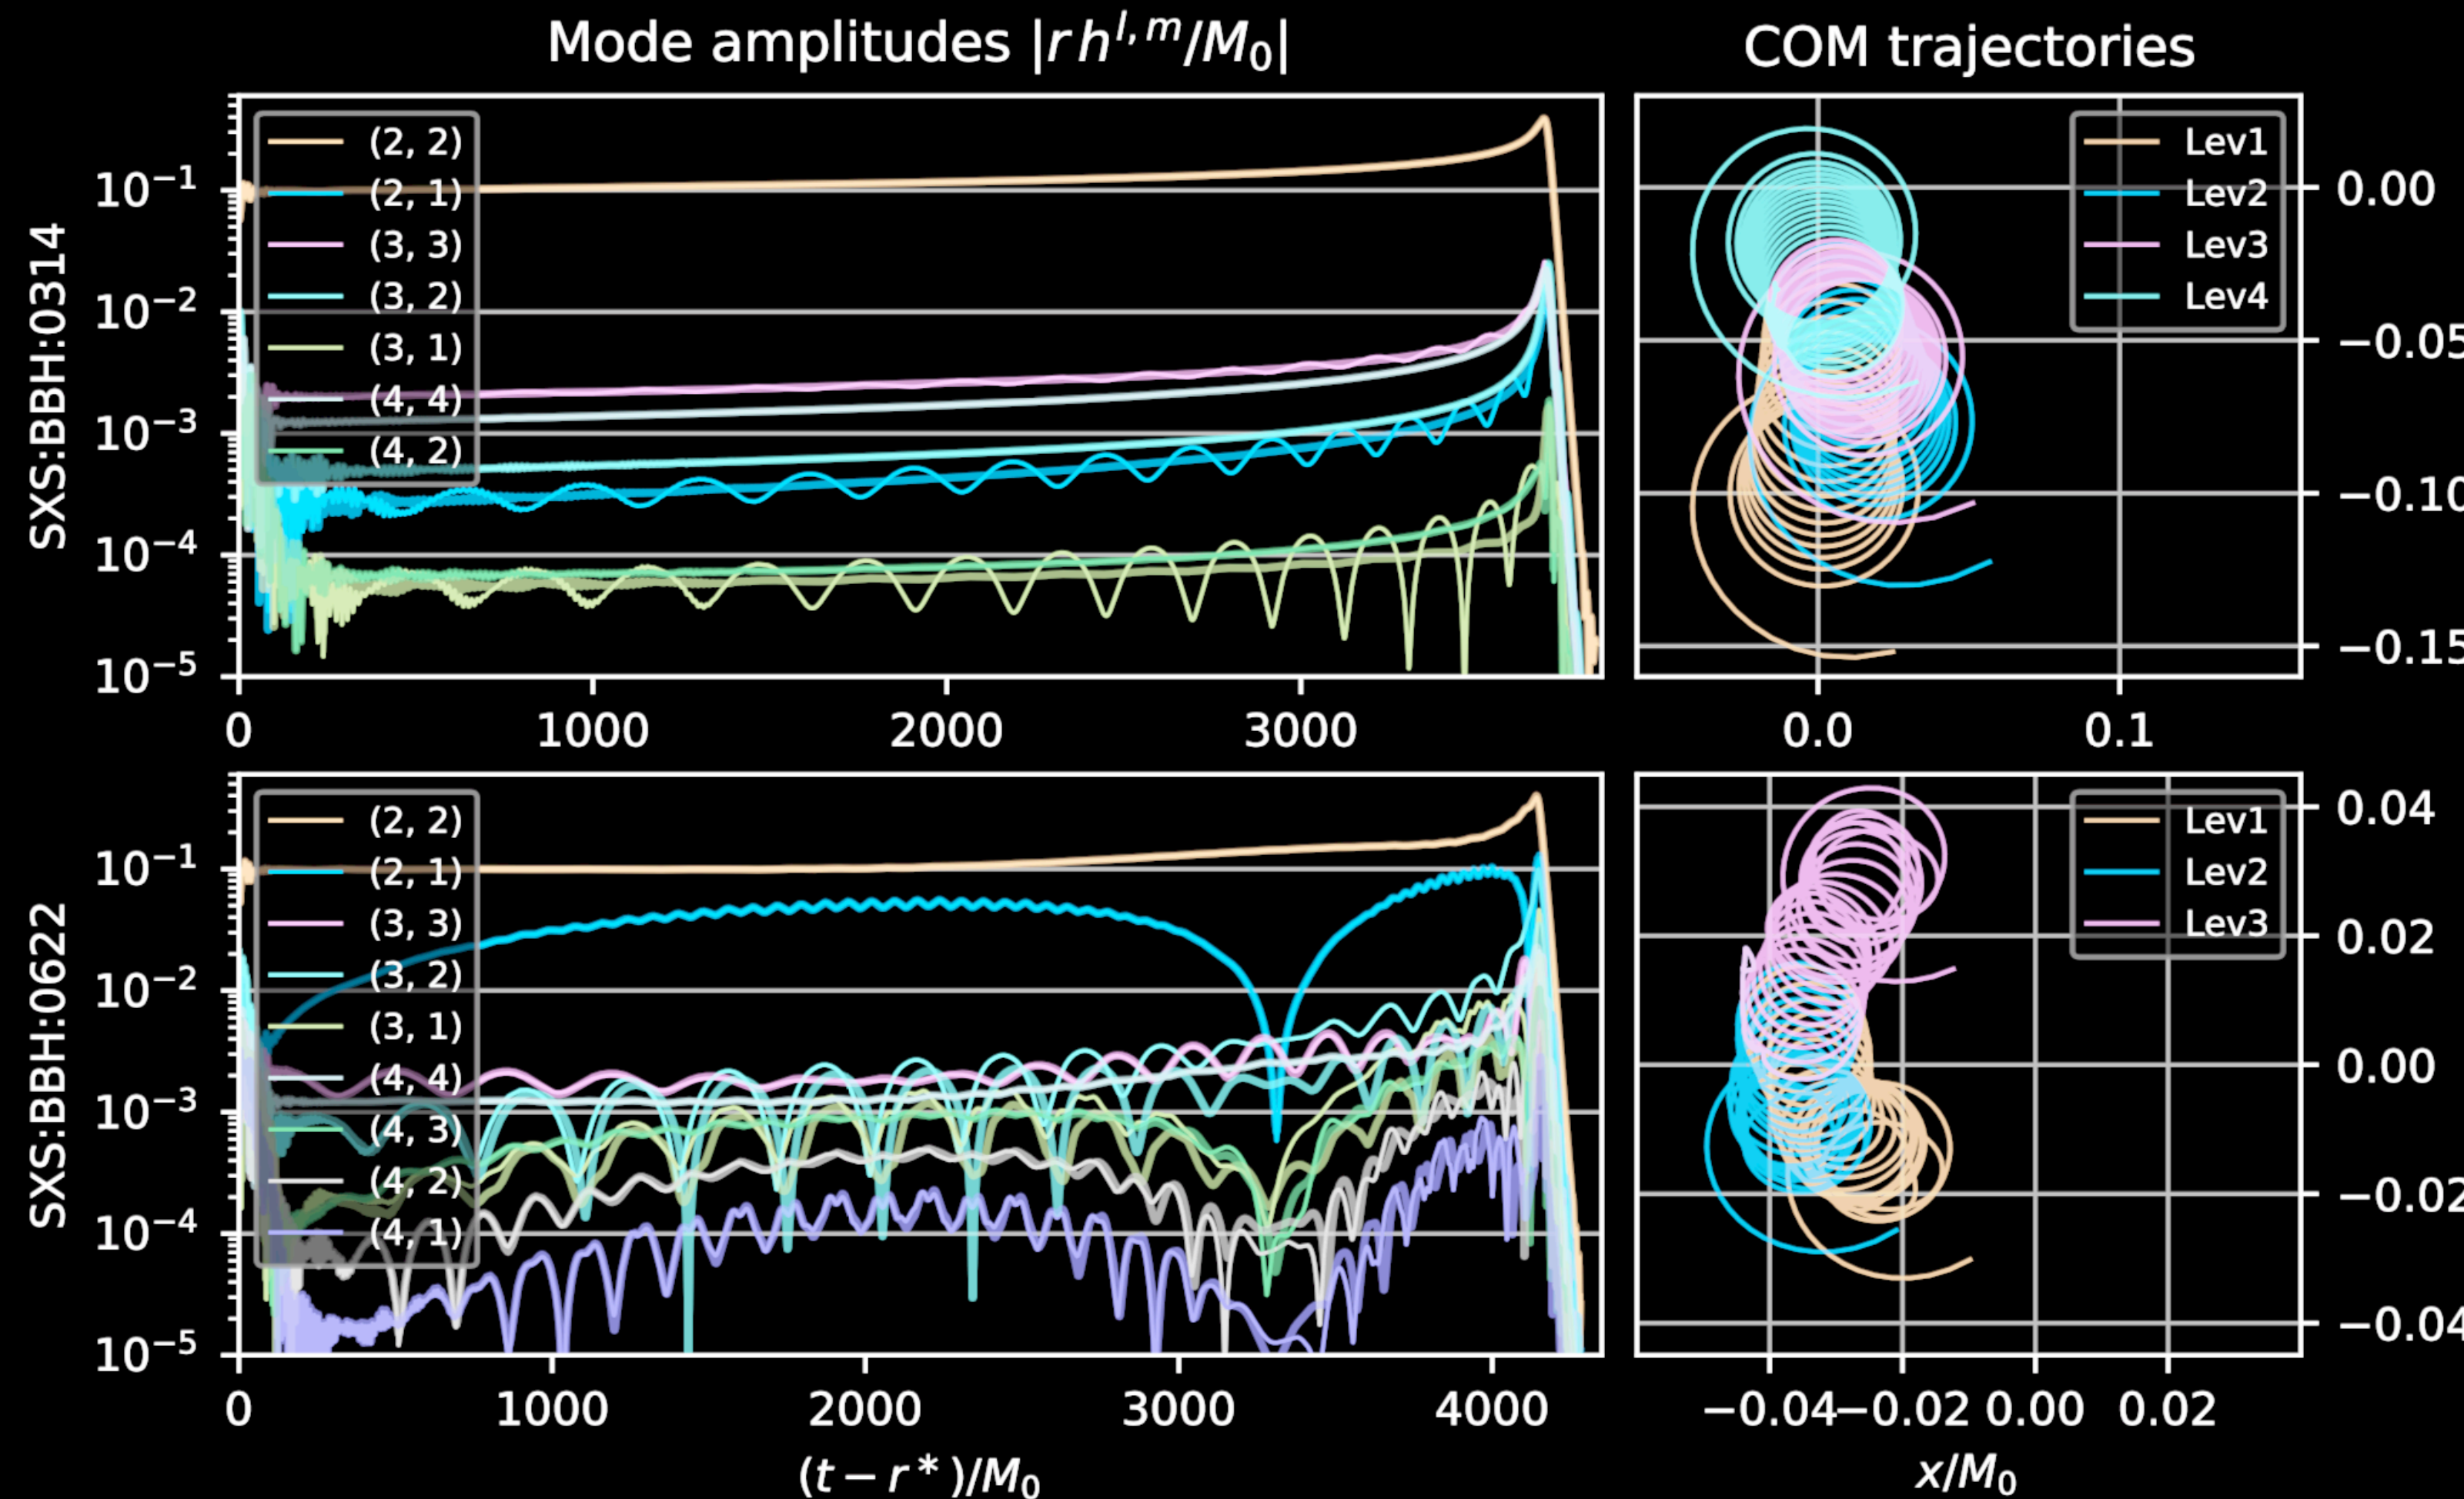 Mode amplitudes |r h^{l,m}/M₀|
COM trajectories
SXS:BBH:0314
10⁻¹
10⁻²
10⁻³
10⁻⁴
10⁻⁵
(2, 2)
(2, 1)
(3, 3)
(3, 2)
(3, 1)
(4, 4)
(4, 2)
0 1000 2000 3000
Lev1
Lev2
Lev3
Lev4
0.00
−0.05
−0.10
−0.15
0.0 0.1
SXS:BBH:0622
10⁻¹
10⁻²
10⁻³
10⁻⁴
10⁻⁵
(2, 2)
(2, 1)
(3, 3)
(3, 2)
(3, 1)
(4, 4)
(4, 3)
(4, 2)
(4, 1)
0 1000 2000 3000 4000
(t − r*)/M₀
Lev1
Lev2
Lev3
0.04
0.02
0.00
−0.02
−0.04
−0.04 −0.02 0.00 0.02
x/M₀